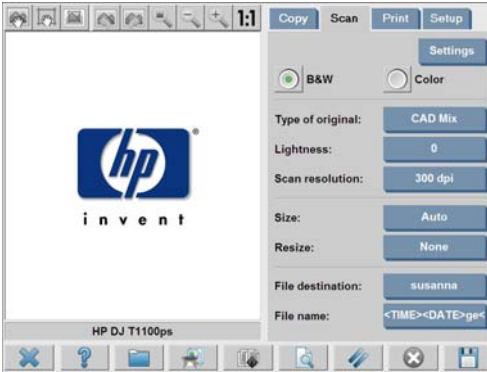 1:1
Copy Scan Print Setup
Settings
B&W Color
Type of original: CAD Mix
Lightness: 0
Scan resolution: 300 dpi
Size: Auto
Resize: None
File destination: susanna
File name: <TIME><DATE>ge<
hp
invent
HP DJ T1100ps